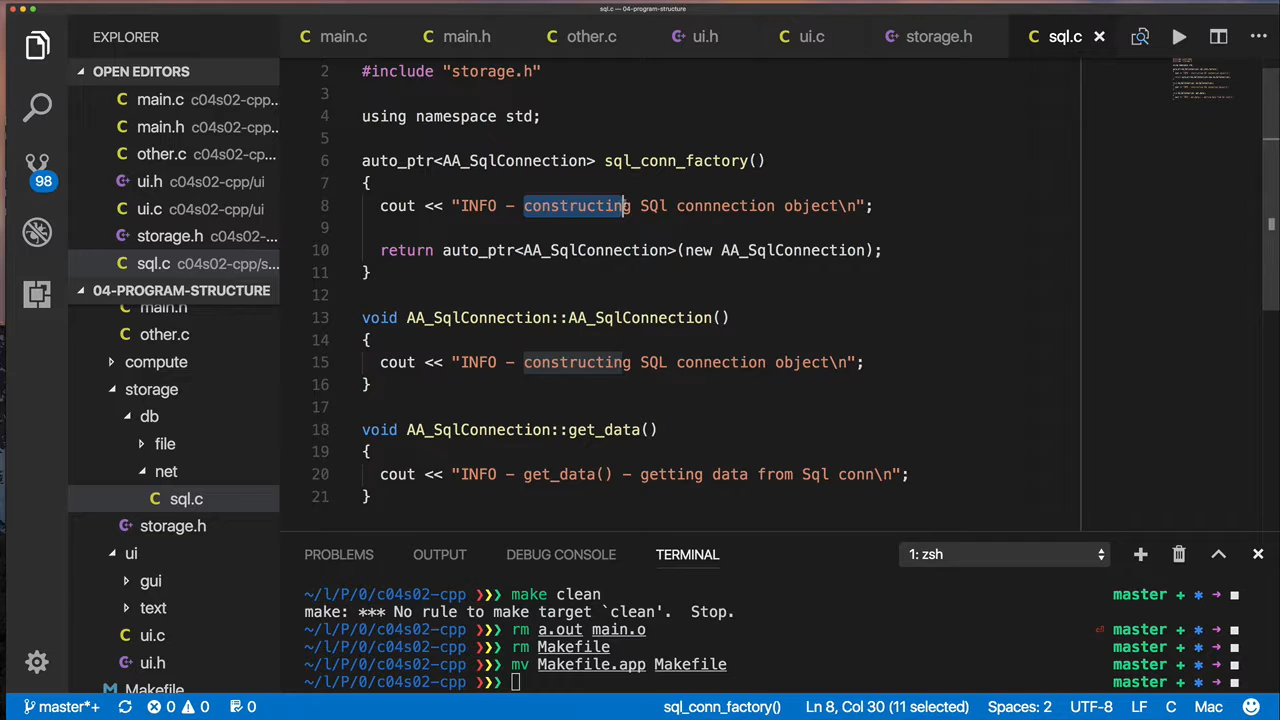 sql.c — 04-program-structure
EXPLORER
main.c
main.h
other.c
ui.h
ui.c
storage.h
sql.c
OPEN EDITORS
main.c c04s02-cpp...
main.h c04s02-cpp...
other.c c04s02-cp...
ui.h c04s02-cpp/ui
ui.c c04s02-cpp/ui
storage.h c04s02-...
sql.c c04s02-cpp/s...
04-PROGRAM-STRUCTURE
main.h
other.c
compute
storage
db
file
net
sql.c
storage.h
ui
gui
text
ui.c
ui.h
Makefile
98
2 #include "storage.h"
3
4 using namespace std;
5
6 auto_ptr<AA_SqlConnection> sql_conn_factory()
7 {
8 cout << "INFO - constructing SQl connnection object\n";
9
10 return auto_ptr<AA_SqlConnection>(new AA_SqlConnection);
11 }
12
13 void AA_SqlConnection::AA_SqlConnection()
14 {
15 cout << "INFO - constructing SQL connection object\n";
16 }
17
18 void AA_SqlConnection::get_data()
19 {
20 cout << "INFO - get_data() - getting data from Sql conn\n";
21 }
PROBLEMS OUTPUT DEBUG CONSOLE TERMINAL 1: zsh
~/l/P/0/c04s02-cpp ❯❯❯ make clean master + ✱ ➜ ◼
make: *** No rule to make target `clean'. Stop.
~/l/P/0/c04s02-cpp ❯❯❯ rm a.out main.o ⏎ master + ✱ ➜ ◼
~/l/P/0/c04s02-cpp ❯❯❯ rm Makefile master + ✱ ➜ ◼
~/l/P/0/c04s02-cpp ❯❯❯ mv Makefile.app Makefile master + ✱ ➜ ◼
~/l/P/0/c04s02-cpp ❯❯❯ master + ✱ ➜ ◼
master*+ 0 0 0 sql_conn_factory() Ln 8, Col 30 (11 selected) Spaces: 2 UTF-8 LF C Mac